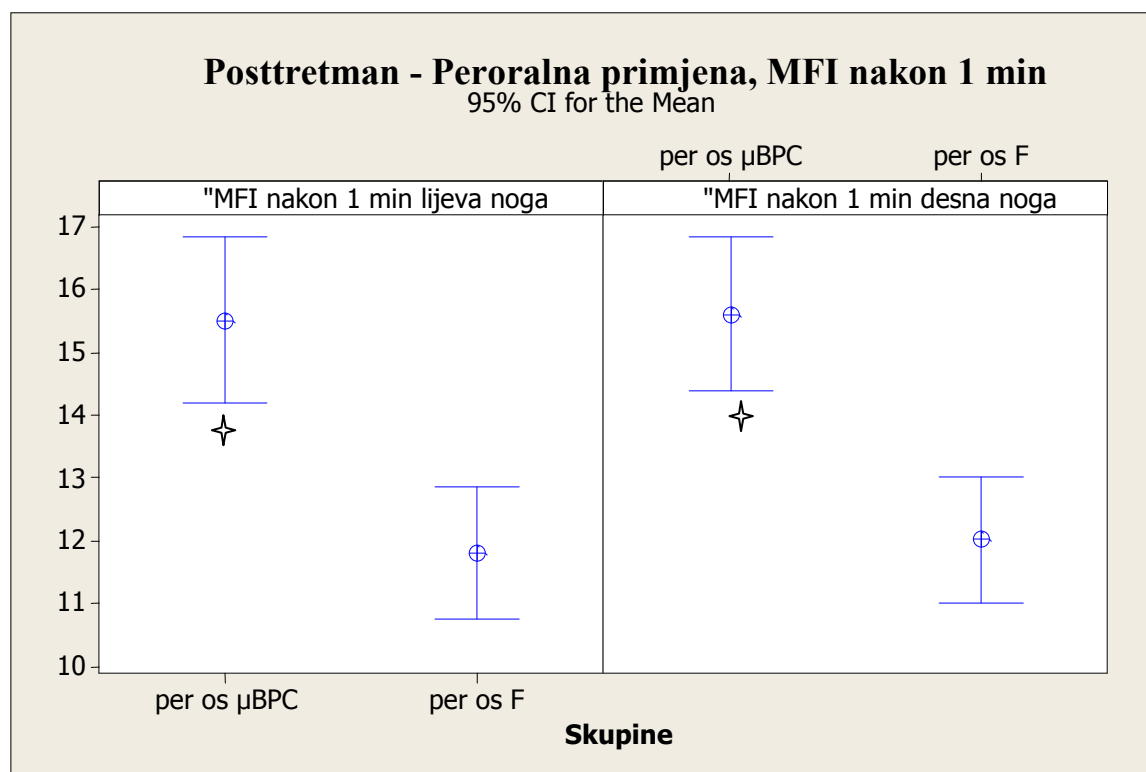 Posttretman - Peroralna primjena, MFI nakon 1 min
95% CI for the Mean
per os µBPC per os F
"MFI nakon 1 min lijeva noga "MFI nakon 1 min desna noga
17
16
15
14
13
12
11
10
per os µBPC per os F
Skupine